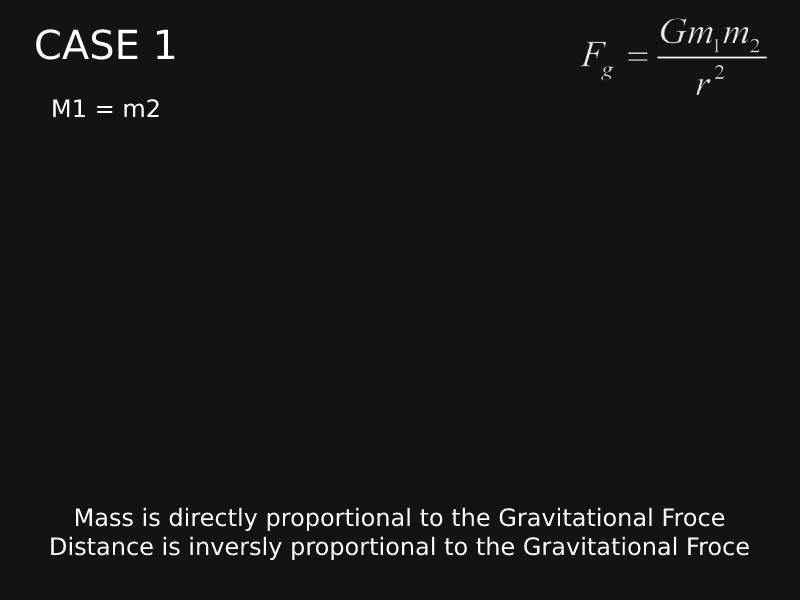 CASE 1
F_g = Gm_1m_2 / r^2
M1 = m2
Mass is directly proportional to the Gravitational Froce
Distance is inversly proportional to the Gravitational Froce